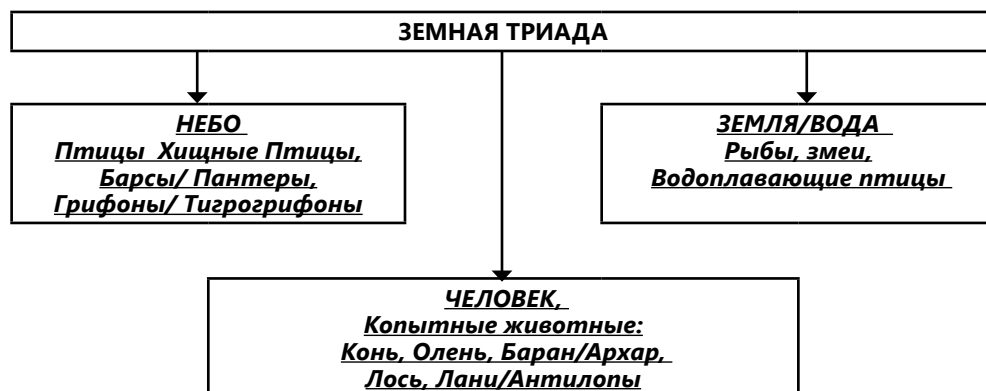 ЗЕМНАЯ ТРИАДА
НЕБО
Птицы Хищные Птицы,
Барсы/ Пантеры,
Грифоны/ Тигрогрифоны
ЗЕМЛЯ/ВОДА
Рыбы, змеи,
Водоплавающие птицы
ЧЕЛОВЕК,
Копытные животные:
Конь, Олень, Баран/Архар,
Лось, Лани/Антилопы